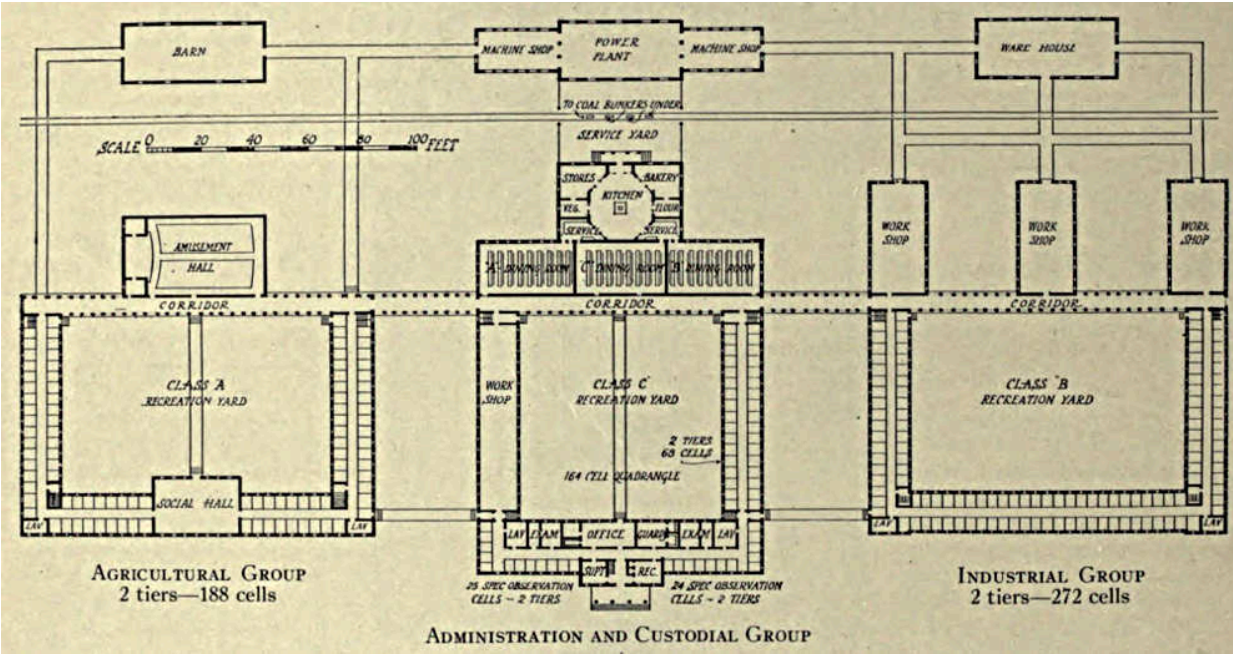 BARN
MACHINE SHOP
POWER
PLANT
MACHINE SHOP
WARE HOUSE
TO COAL BUNKERS UNDER
SERVICE YARD
SCALE 0 20 40 60 80 100 FEET
STORES
BAKERY
KITCHEN
VEG.
FLOUR
SERVICE
SERVICE
AMUSEMENT
HALL
WORK
SHOP
WORK
SHOP
WORK
SHOP
"A" DINING ROOM
"C" DINING ROOM
"B" DINING ROOM
CORRIDOR
CORRIDOR
CORRIDOR
CLASS "A"
RECREATION YARD
WORK
SHOP
CLASS "C"
RECREATION YARD
CLASS "B"
RECREATION YARD
2 TIERS
68 CELLS
164 CELL QUADRANGLE
SOCIAL HALL
LAV
LAV
LAV
EXAM
OFFICE
GUARD
EXAM
LAV
LAV
LAV
SUPT
REC.
25 SPEC OBSERVATION
CELLS - 2 TIERS
24 SPEC OBSERVATION
CELLS - 2 TIERS
AGRICULTURAL GROUP
2 tiers—188 cells
INDUSTRIAL GROUP
2 tiers—272 cells
ADMINISTRATION AND CUSTODIAL GROUP